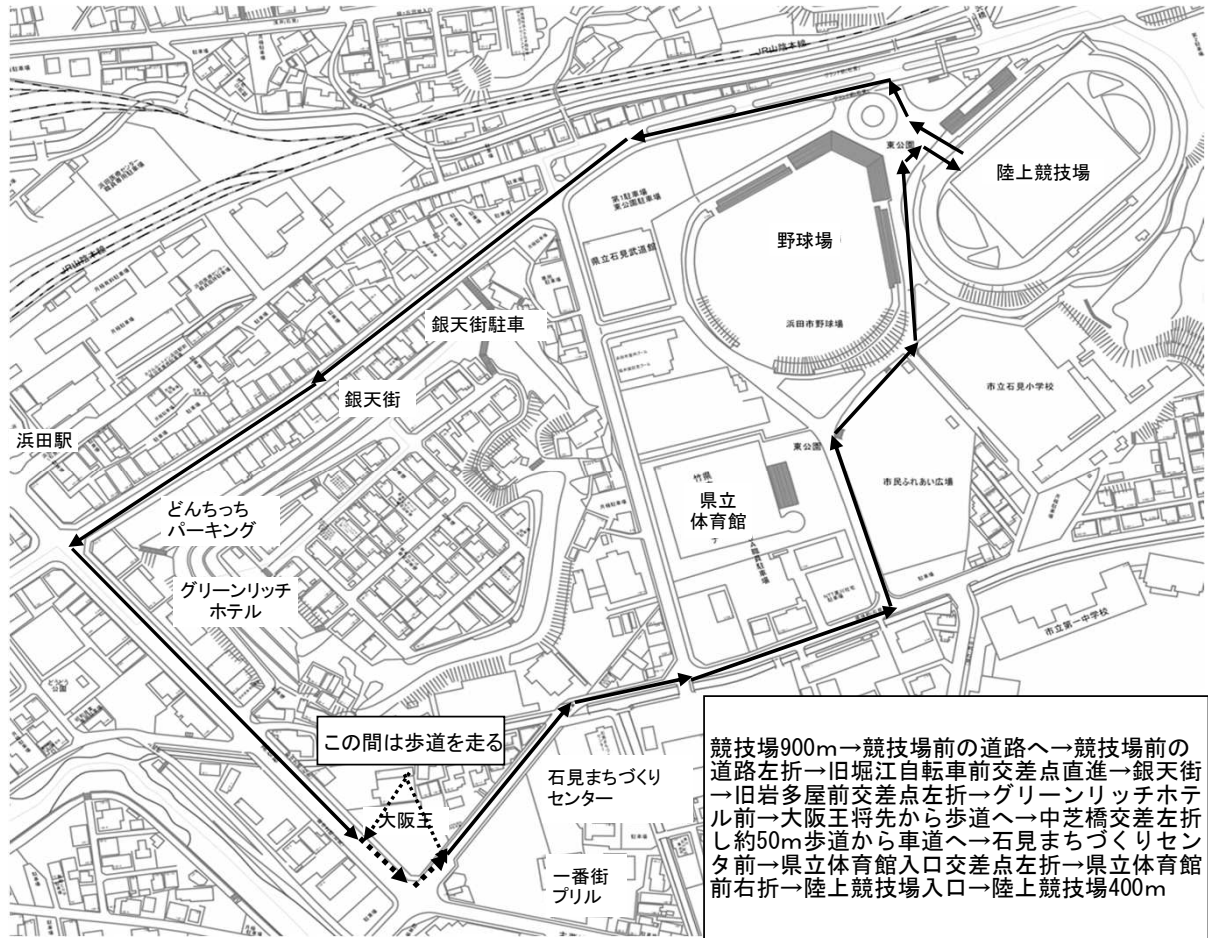 JR山陰本線
陸上競技場
東公園
第1駐車場
東公園駐車場
野球場
県立石見武道館
浜田市野球場
JR山陰本線
銀天街駐車
銀天街
市立石見小学校
浜田駅
東公園
市民ふれあい広場
どんちっち
パーキング
県立
体育館
グリーンリッチ
ホテル
駐車場
市立第一中学校
この間は歩道を走る
石見まちづくり
センター
大阪王
一番街
プリル
競技場900m→競技場前の道路へ→競技場前の
道路左折→旧堀江自転車前交差点直進→銀天街
→旧岩多屋前交差点左折→グリーンリッチホテ
ル前→大阪王将先から歩道へ→中芝橋交差左折
し約50m歩道から車道へ→石見まちづくりセン
タ前→県立体育館入口交差点左折→県立体育館
前右折→陸上競技場入口→陸上競技場400m